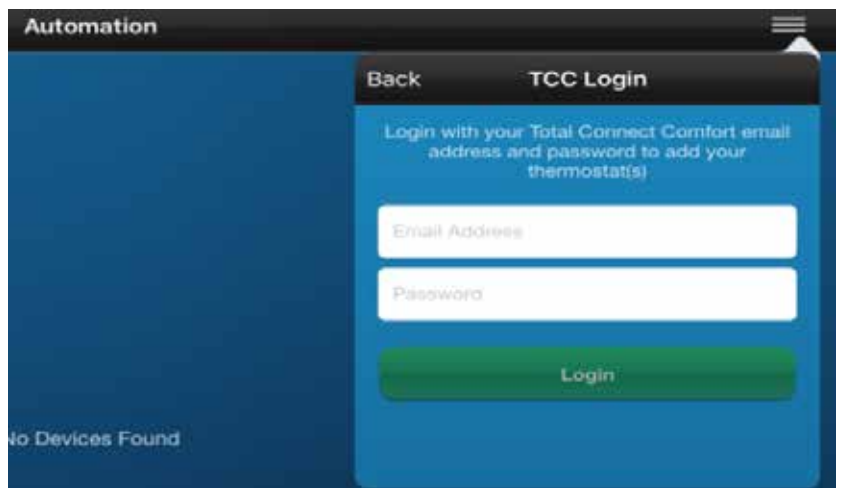 Automation
Back
TCC Login
Login with your Total Connect Comfort email
address and password to add your
thermostat(s)
Email Address
Password
Login
No Devices Found